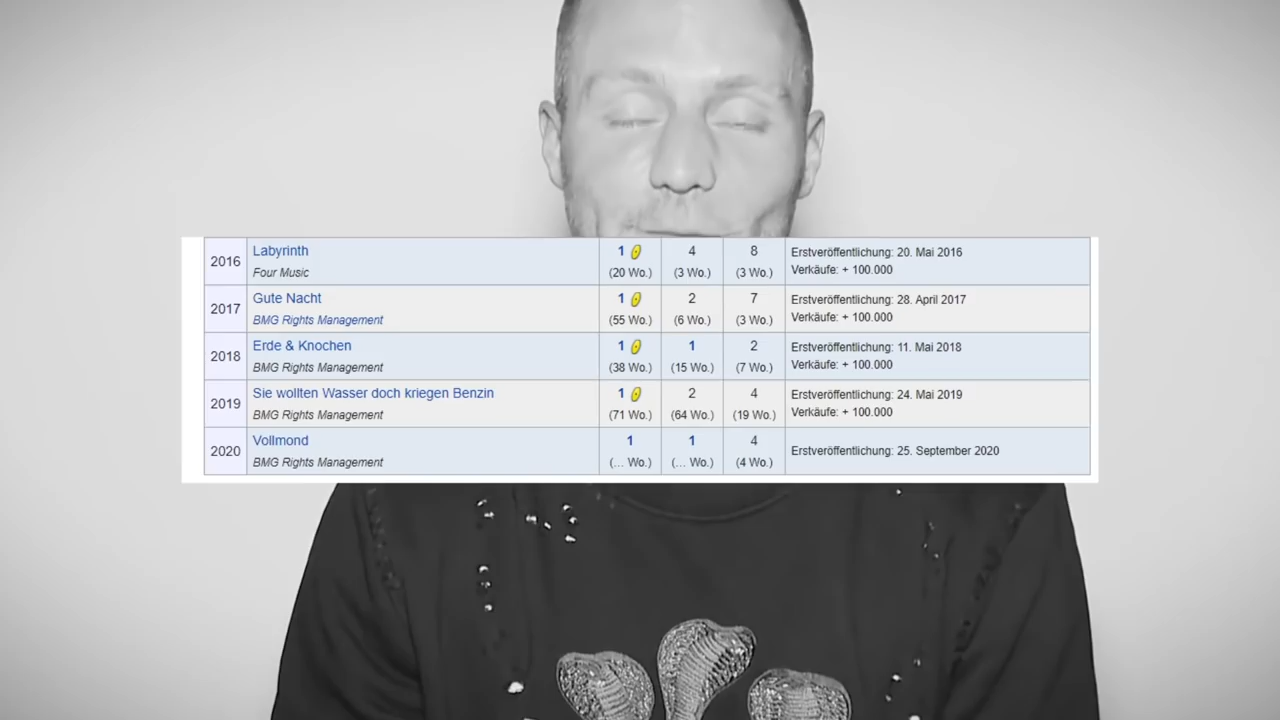 2016 Labyrinth 1 4 8 Erstveröffentlichung: 20. Mai 2016
Four Music (20 Wo.) (3 Wo.) (3 Wo.) Verkäufe: + 100.000
2017 Gute Nacht 1 2 7 Erstveröffentlichung: 28. April 2017
BMG Rights Management (55 Wo.) (6 Wo.) (3 Wo.) Verkäufe: + 100.000
2018 Erde & Knochen 1 1 2 Erstveröffentlichung: 11. Mai 2018
BMG Rights Management (38 Wo.) (15 Wo.) (7 Wo.) Verkäufe: + 100.000
2019 Sie wollten Wasser doch kriegen Benzin 1 2 4 Erstveröffentlichung: 24. Mai 2019
BMG Rights Management (71 Wo.) (64 Wo.) (19 Wo.) Verkäufe: + 100.000
2020 Vollmond 1 1 4 Erstveröffentlichung: 25. September 2020
BMG Rights Management (... Wo.) (... Wo.) (4 Wo.)